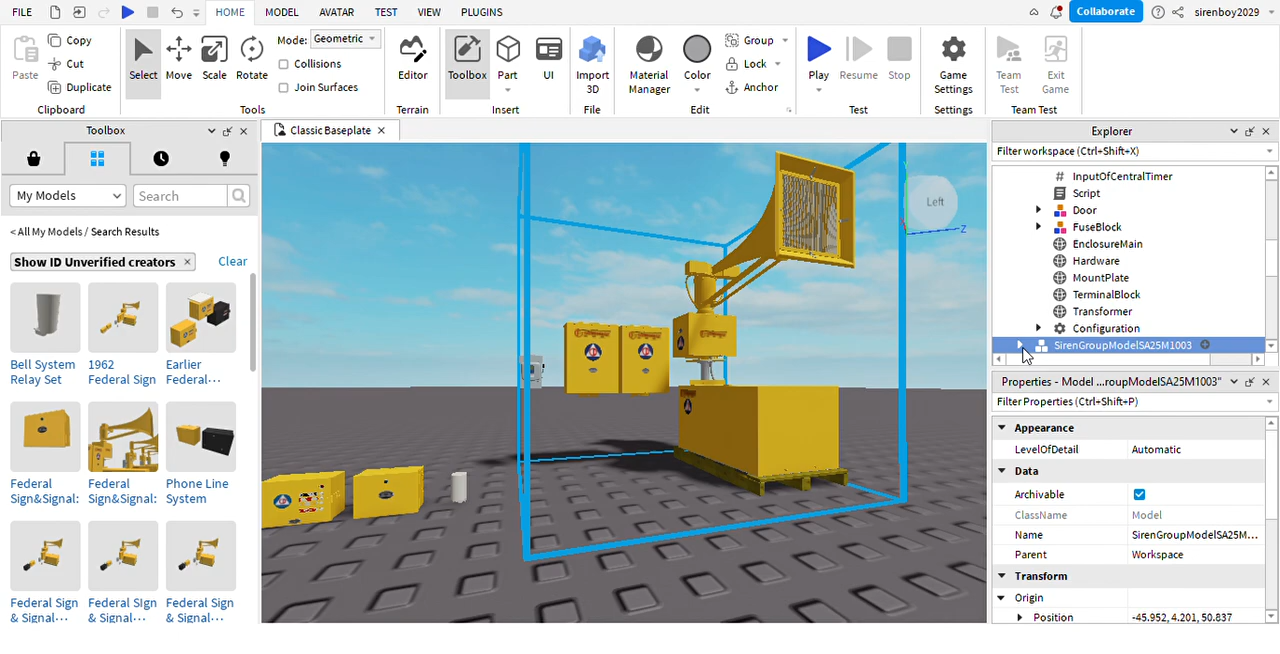 FILE HOME MODEL AVATAR TEST VIEW PLUGINS Collaborate sirenboy2029
Paste Copy Cut Duplicate
Clipboard
Select Move Scale Rotate
Mode: Geometric
Collisions
Join Surfaces
Tools
Editor
Terrain
Toolbox Part UI
Insert
Import 3D
File
Material Manager Color Group Lock Anchor
Edit
Play Resume Stop
Test
Game Settings
Settings
Team Test Exit Game
Team Test
Toolbox
My Models Search
< All My Models / Search Results
Show ID Unverified creators × Clear
Bell System Relay Set
1962 Federal Sign
Earlier Federal···
Federal Sign&Signal:
Federal Sign&Signal:
Phone Line System
Federal Sign & Signal···
Federal SIgn & Signal···
Federal Sign & Signal···
Classic Baseplate
Left
Z
Explorer
Filter workspace (Ctrl+Shift+X)
InputOfCentralTimer
Script
Door
FuseBlock
EnclosureMain
Hardware
MountPlate
TerminalBlock
Transformer
Configuration
SirenGroupModelSA25M1003
Properties - Model ...roupModelSA25M1003"
Filter Properties (Ctrl+Shift+P)
Appearance
LevelOfDetail Automatic
Data
Archivable
ClassName Model
Name SirenGroupModelSA25M...
Parent Workspace
Transform
Origin
Position -45.952, 4.201, 50.837